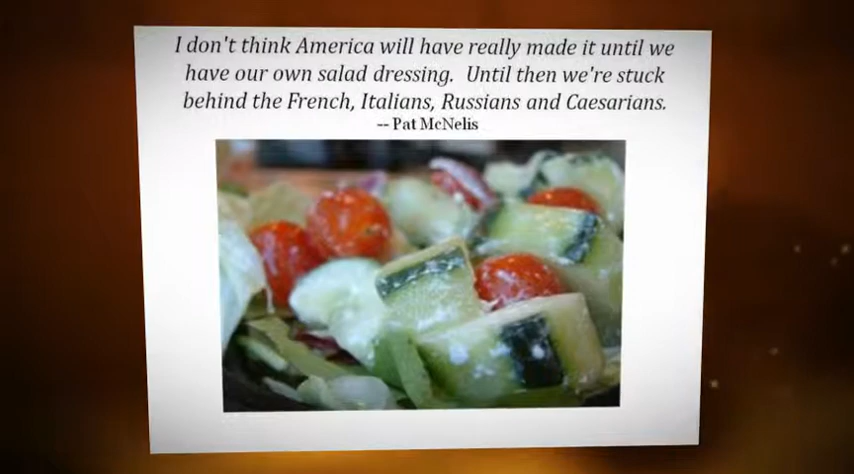 I don't think America will have really made it until we
have our own salad dressing.  Until then we're stuck
behind the French, Italians, Russians and Caesarians.
-- Pat McNelis